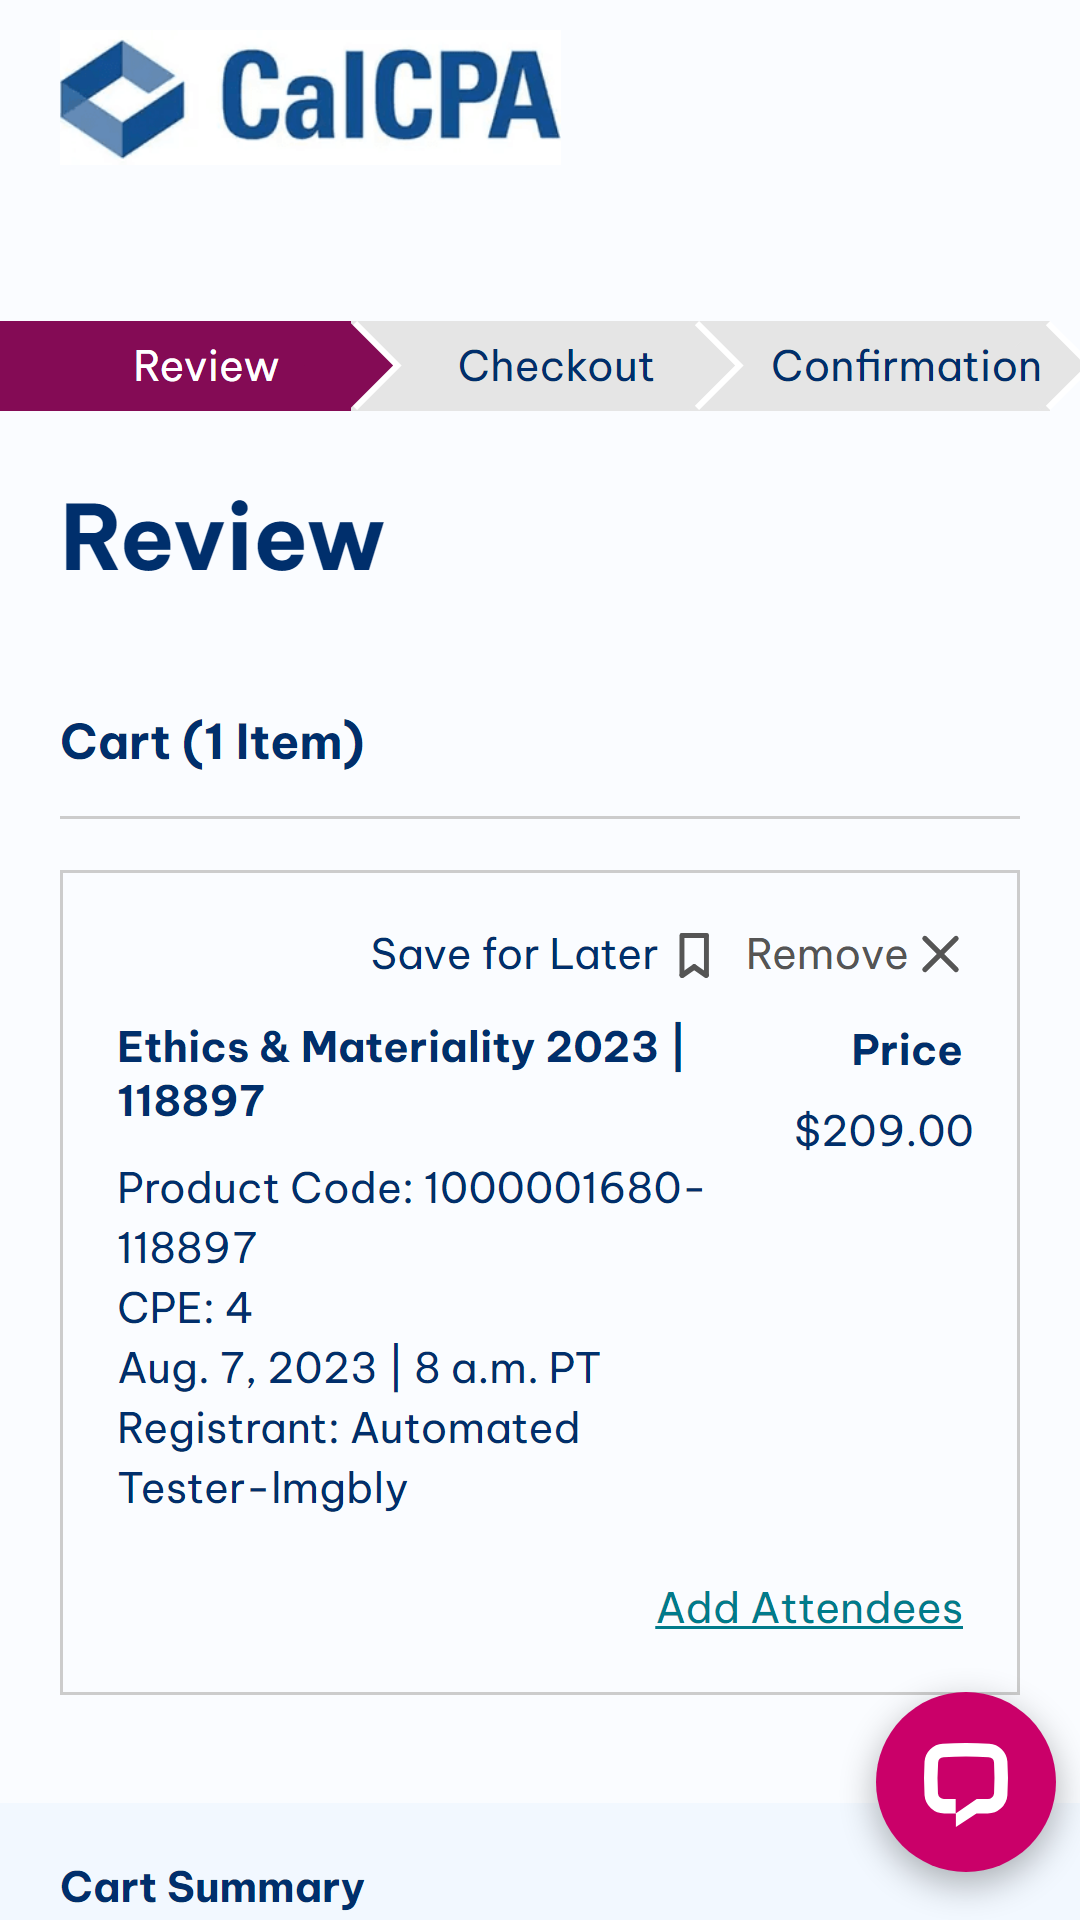 CalCPA
Review
Checkout
Confirmation
Review
Cart (1 Item)
Save for Later
Remove
Ethics & Materiality 2023 |
118897
Price
$209.00
Product Code: 1000001680-
118897
CPE: 4
Aug. 7, 2023 | 8 a.m. PT
Registrant: Automated
Tester-lmgbly
Add Attendees
Cart Summary